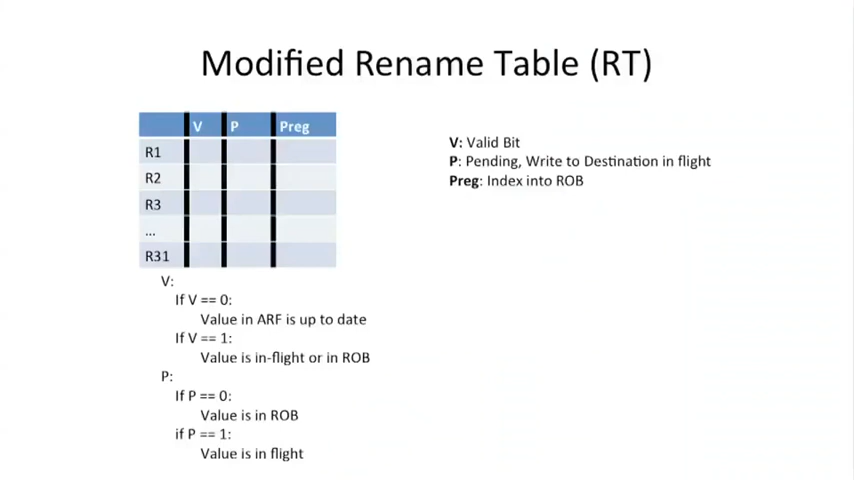 Modified Rename Table (RT)
V P Preg
R1
R2
R3
...
R31
V: Valid Bit
P: Pending, Write to Destination in flight
Preg: Index into ROB
V:
If V == 0:
Value in ARF is up to date
If V == 1:
Value is in-flight or in ROB
P:
If P == 0:
Value is in ROB
if P == 1:
Value is in flight